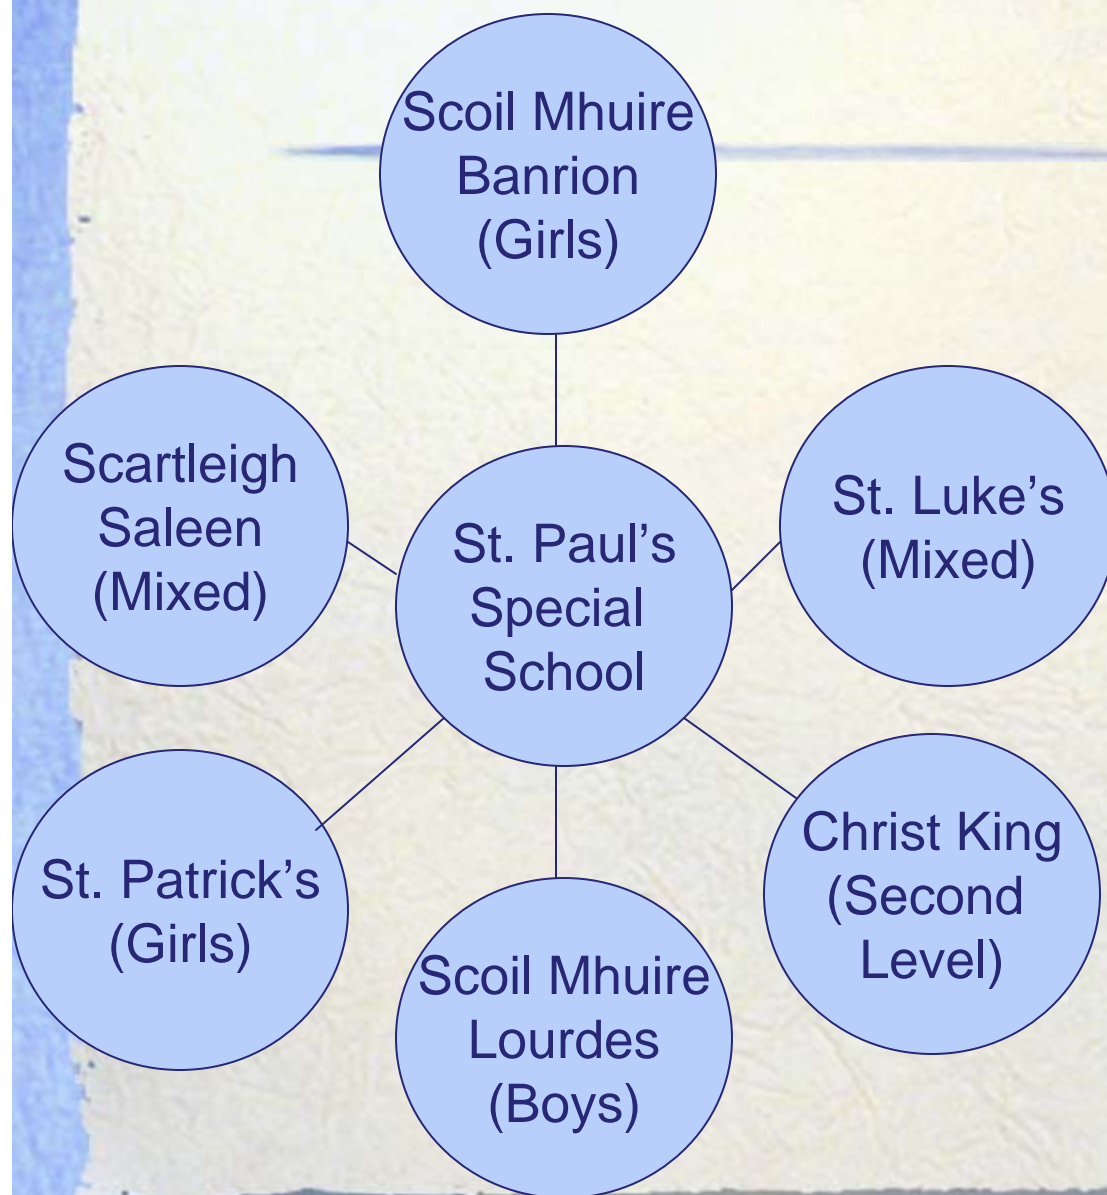 Scoil Mhuire
Banrion
(Girls)
Scartleigh
Saleen
(Mixed)
St. Paul’s
Special
School
St. Luke’s
(Mixed)
St. Patrick’s
(Girls)
Scoil Mhuire
Lourdes
(Boys)
Christ King
(Second
Level)